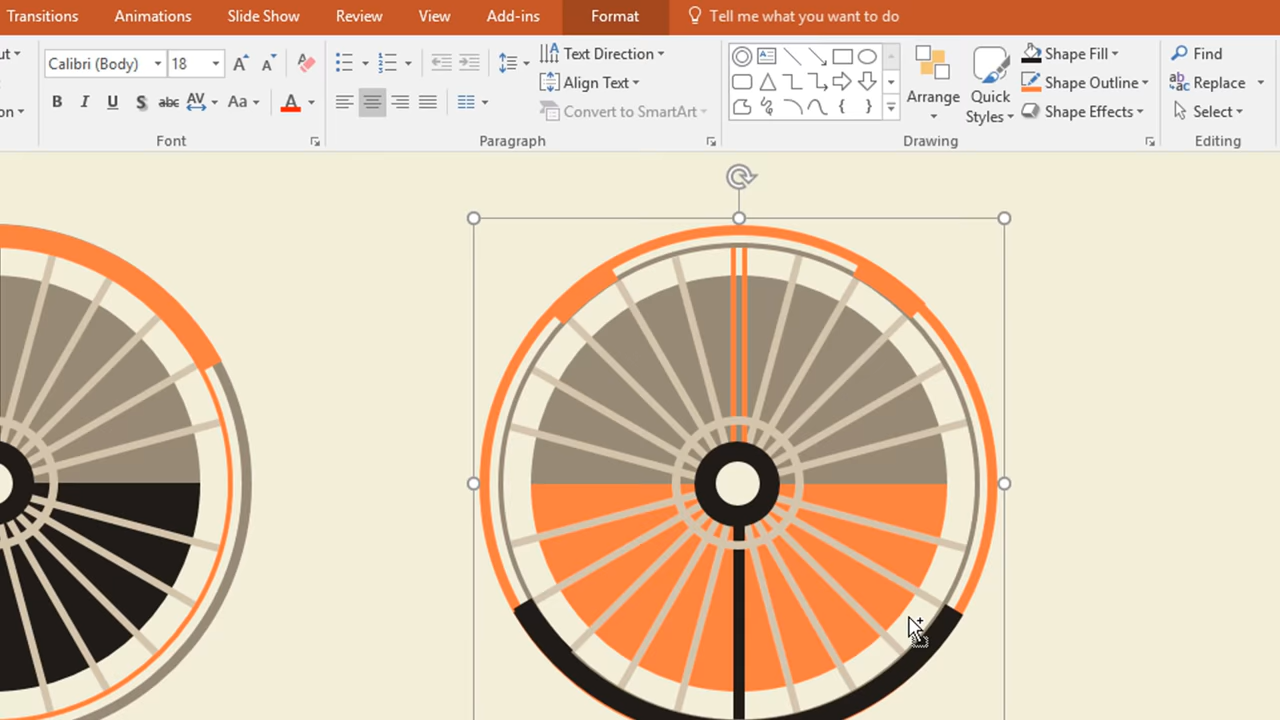 Transitions Animations Slide Show Review View Add-ins Format Tell me what you want to do
Calibri (Body) 18 Text Direction Shape Fill Find
Align Text Shape Outline Replace
B I U S abc AV Aa A Convert to SmartArt Arrange Quick Styles Shape Effects Select
Font Paragraph Drawing Editing